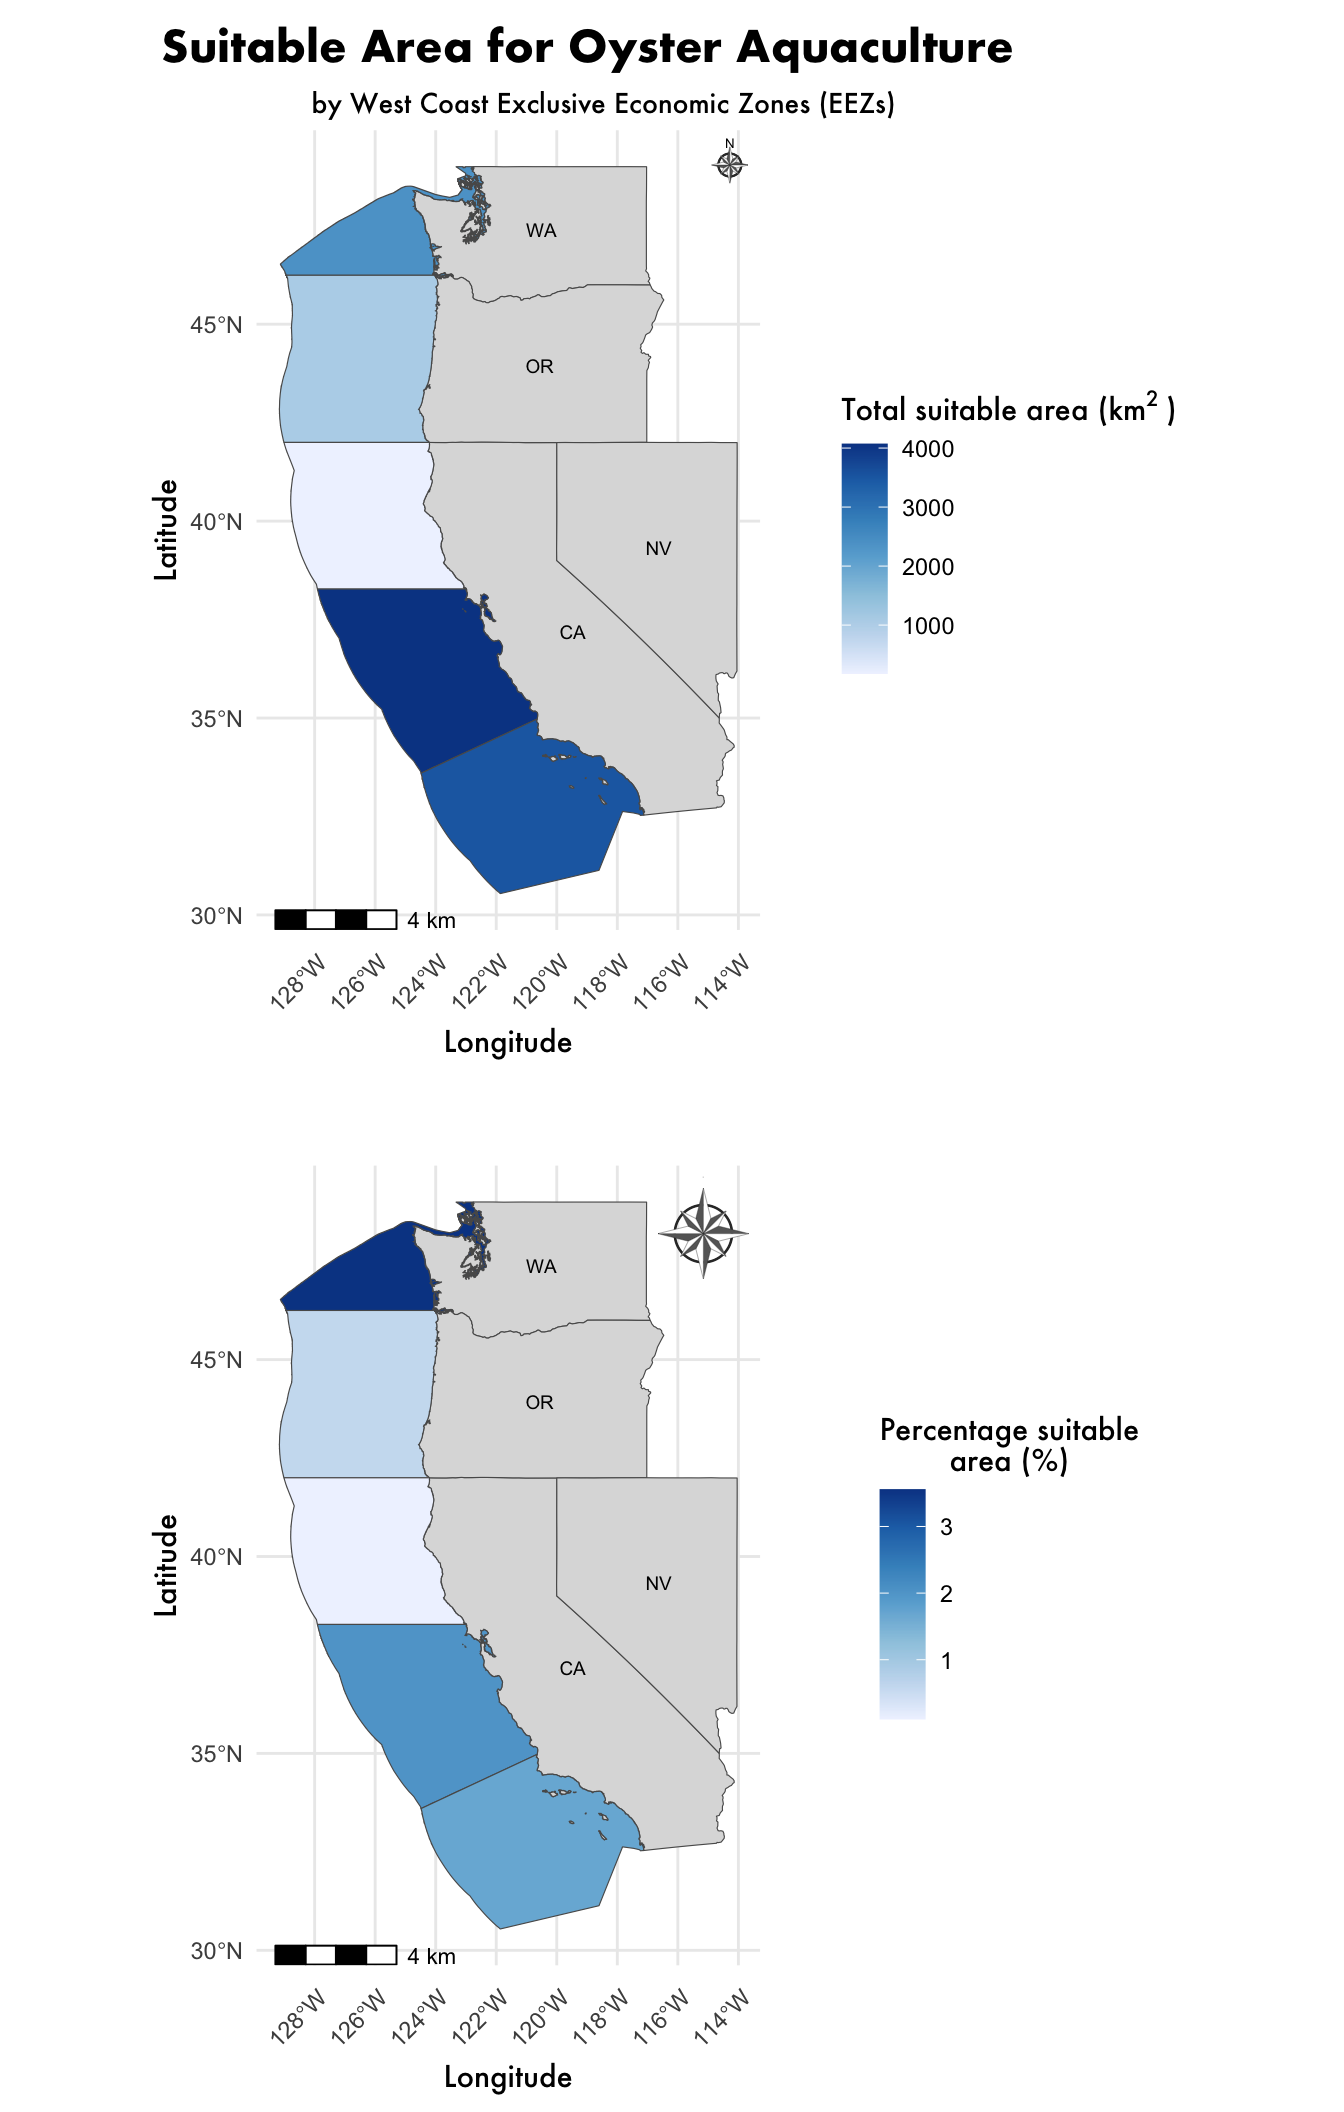 Suitable Area for Oyster Aquaculture
by West Coast Exclusive Economic Zones (EEZs)
N
WA
45°N
OR
Total suitable area (km² )
4000
3000
2000
1000
Latitude
40°N
NV
CA
35°N
30°N
4 km
128°W
126°W
124°W
122°W
120°W
118°W
116°W
114°W
Longitude
WA
45°N
OR
Percentage suitable
area (%)
3
2
1
Latitude
40°N
NV
CA
35°N
30°N
4 km
128°W
126°W
124°W
122°W
120°W
118°W
116°W
114°W
Longitude